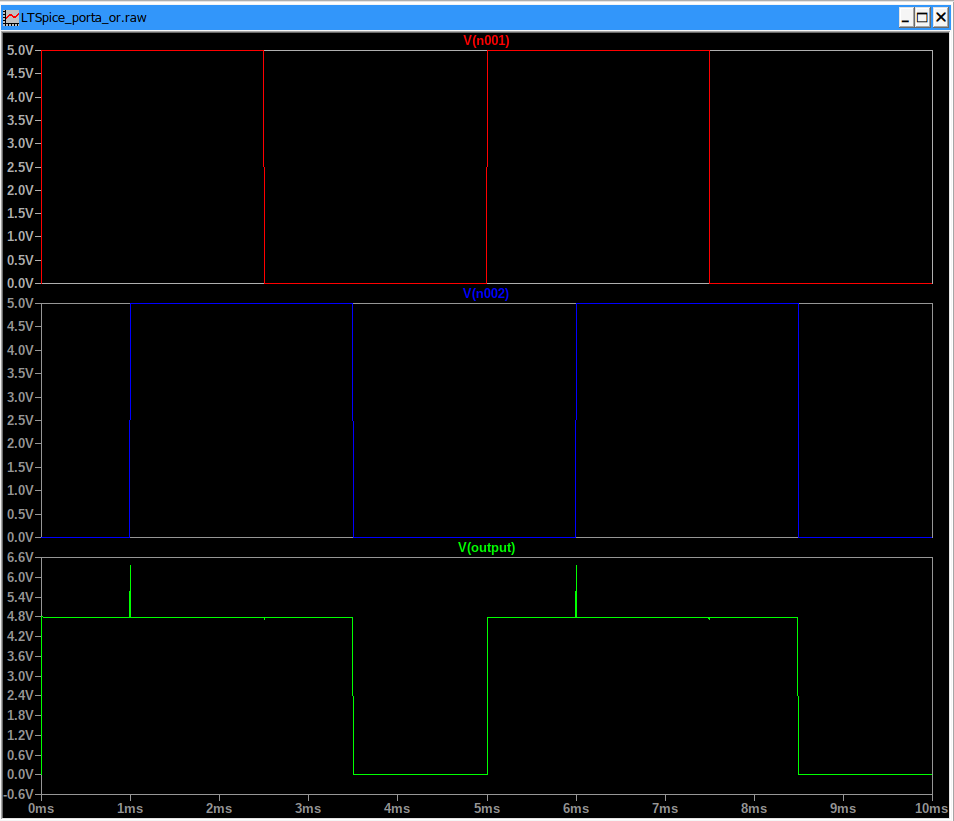 LTSpice_porta_or.raw
V(n001)
5.0V
4.5V
4.0V
3.5V
3.0V
2.5V
2.0V
1.5V
1.0V
0.5V
0.0V
V(n002)
5.0V
4.5V
4.0V
3.5V
3.0V
2.5V
2.0V
1.5V
1.0V
0.5V
0.0V
V(output)
6.6V
6.0V
5.4V
4.8V
4.2V
3.6V
3.0V
2.4V
1.8V
1.2V
0.6V
0.0V
-0.6V
0ms 1ms 2ms 3ms 4ms 5ms 6ms 7ms 8ms 9ms 10ms